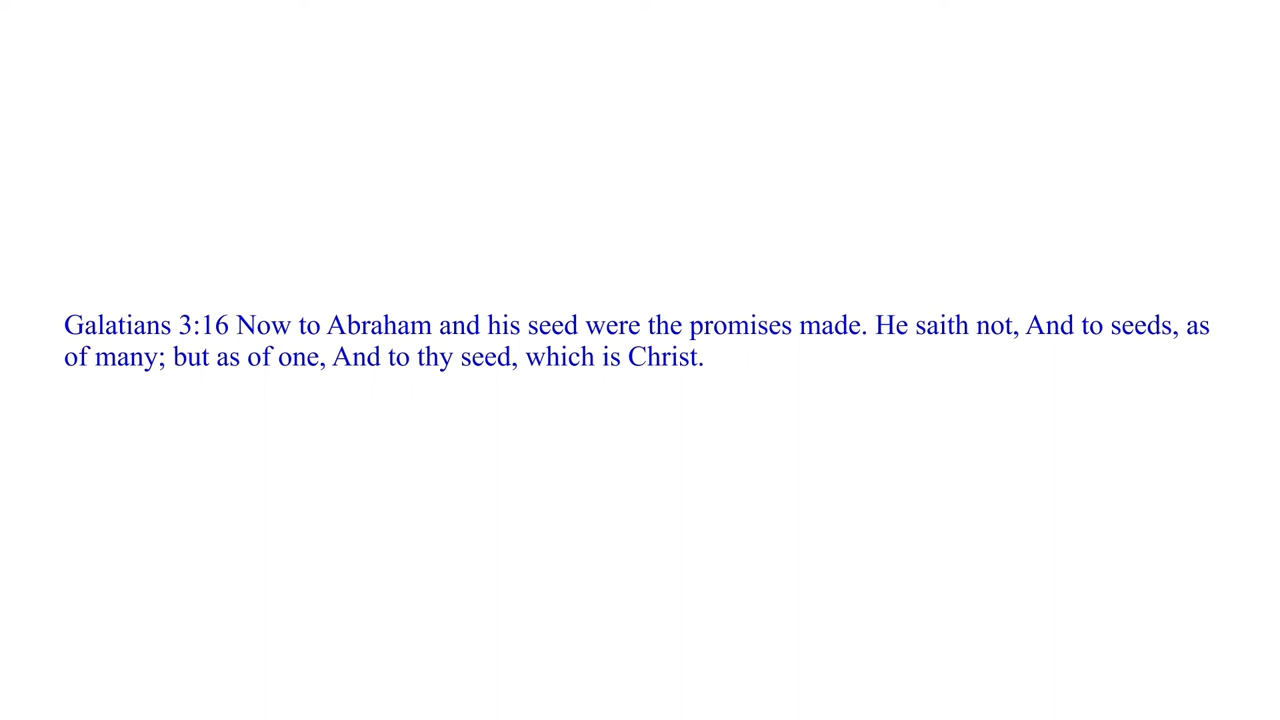 Galatians 3:16 Now to Abraham and his seed were the promises made. He saith not, And to seeds, as
of many; but as of one, And to thy seed, which is Christ.